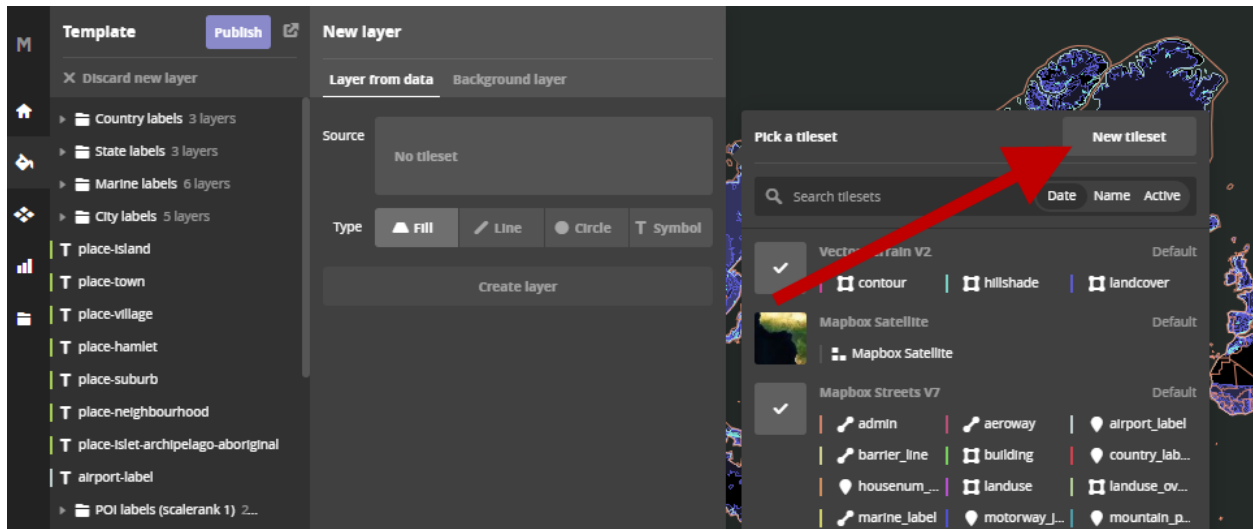 M
Template
Publish
Discard new layer
Country labels 3 layers
State labels 3 layers
Marine labels 6 layers
City labels 5 layers
T place-island
T place-town
T place-village
T place-hamlet
T place-suburb
T place-neighbourhood
T place-islet-archipelago-aboriginal
T airport-label
POI labels (scalerank 1) 2...
New layer
Layer from data Background layer
Source
No tileset
Type Fill Line Circle T Symbol
Create layer
Pick a tileset
New tileset
Search tilesets Date Name Active
Vector Terrain V2 Default
contour hillshade landcover
Mapbox Satellite Default
Mapbox Satellite
Mapbox Streets V7 Default
admin aeroway airport_label
barrier_line building country_lab...
housenum_... landuse landuse_ov...
marine_label motorway_j... mountain_p...